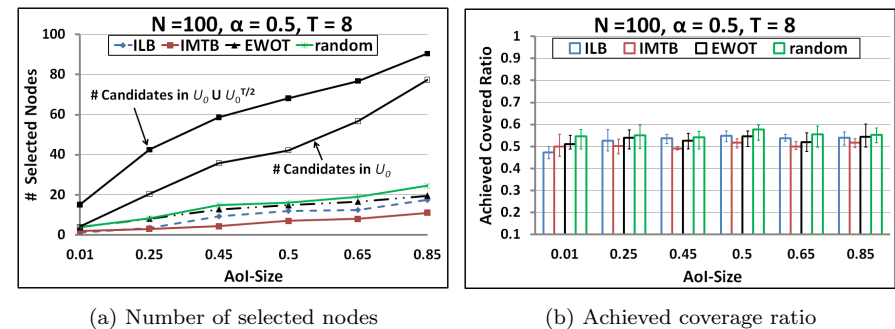 N =100, α = 0.5, T = 8
ILB IMTB EWOT random
# Selected Nodes
100
80
60
40
20
0
# Candidates in U₀ U U₀ᵀ/²
# Candidates in U₀
0.01 0.25 0.45 0.5 0.65 0.85
AoI-Size
(a) Number of selected nodes
N =100, α = 0.5, T = 8
ILB IMTB EWOT random
Achieved Covered Ratio
1
0.9
0.8
0.7
0.6
0.5
0.4
0.3
0.2
0.1
0.01 0.25 0.45 0.5 0.65 0.85
AoI-Size
(b) Achieved coverage ratio